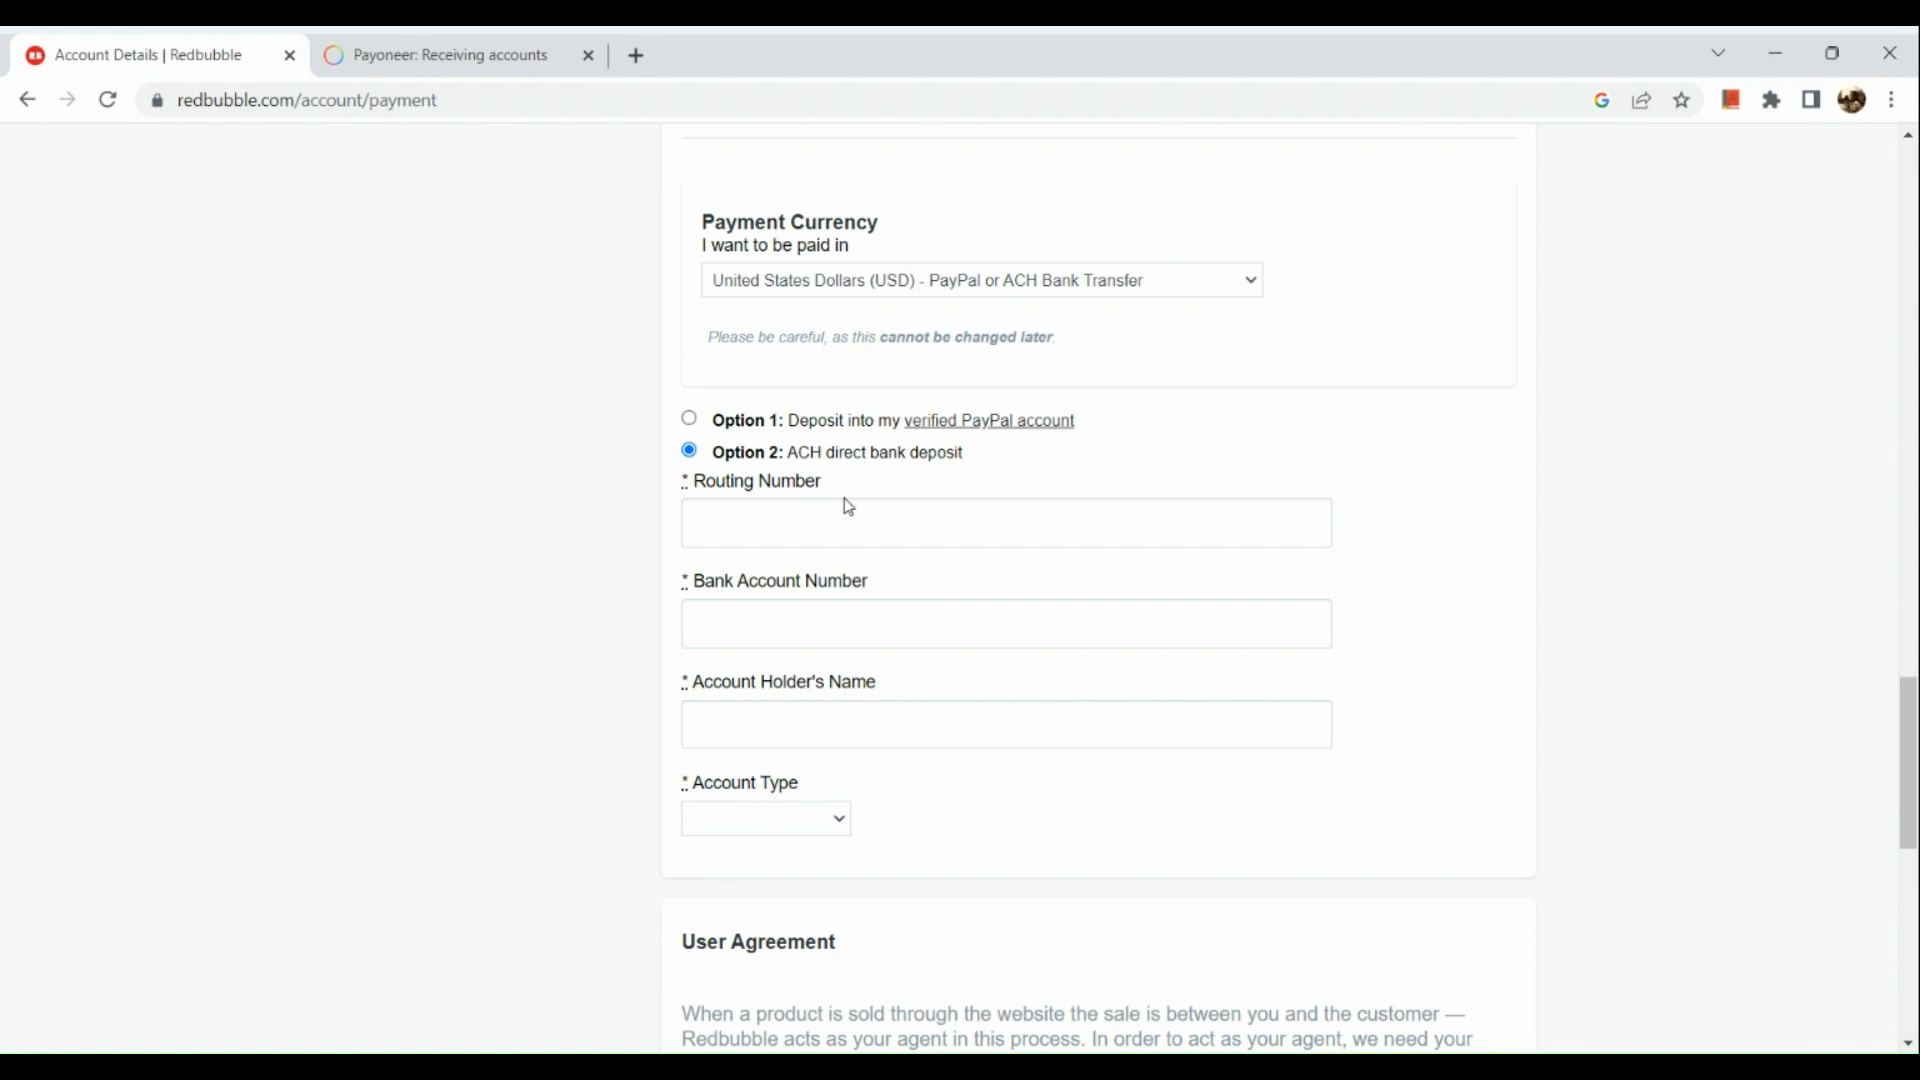 Account Details | Redbubble
Payoneer: Receiving accounts
redbubble.com/account/payment
Payment Currency
I want to be paid in
United States Dollars (USD) - PayPal or ACH Bank Transfer
Please be careful, as this cannot be changed later.
Option 1: Deposit into my verified PayPal account
Option 2: ACH direct bank deposit
* Routing Number
* Bank Account Number
* Account Holder's Name
* Account Type
User Agreement
When a product is sold through the website the sale is between you and the customer —
Redbubble acts as your agent in this process. In order to act as your agent, we need your